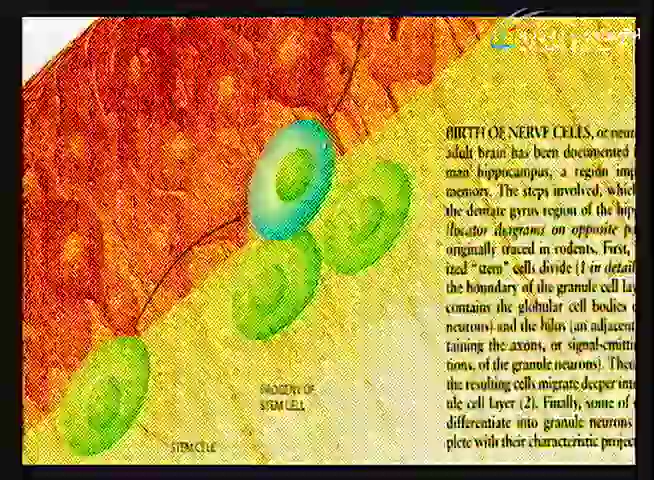 PROGENY OF
STEM CELL
STEM CELL
BIRTH OF NERVE CELLS, or neur
adult brain has been documented
man hippocampus, a region imp
memory. The steps involved, whic
the dentate gyrus region of the hip
(locator diagrams on opposite p
originally traced in rodents. First,
ized "stem" cells divide (1 in detail
the boundary of the granule cell lay
contains the globular cell bodies
neurons) and the hilus (an adjacent
taining the axons, or signal-emitti
tions, of the granule neurons). Then
the resulting cells migrate deeper into
ule cell layer (2). Finally, some of
differentiate into granule neurons
plete with their characteristic project